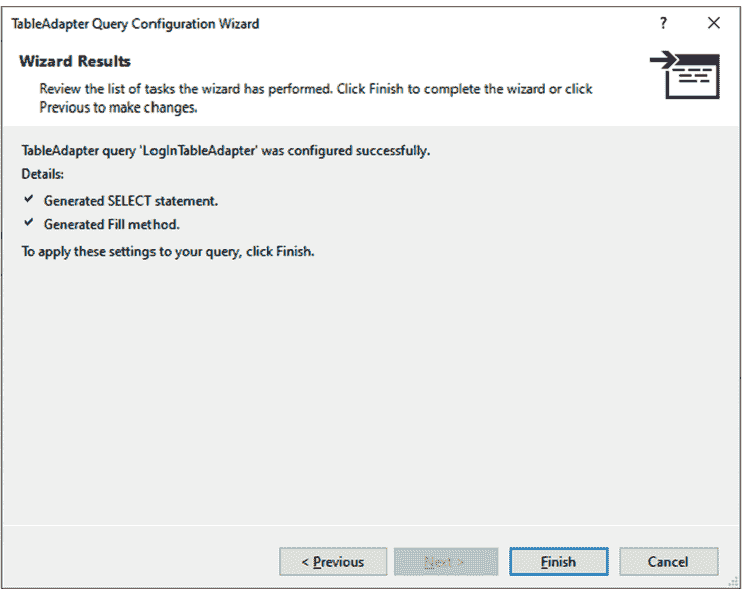 TableAdapter Query Configuration Wizard ? ×
Wizard Results
Review the list of tasks the wizard has performed. Click Finish to complete the wizard or click
Previous to make changes.
TableAdapter query 'LogInTableAdapter' was configured successfully.
Details:
✔ Generated SELECT statement.
✔ Generated Fill method.
To apply these settings to your query, click Finish.
< Previous Next > Finish Cancel